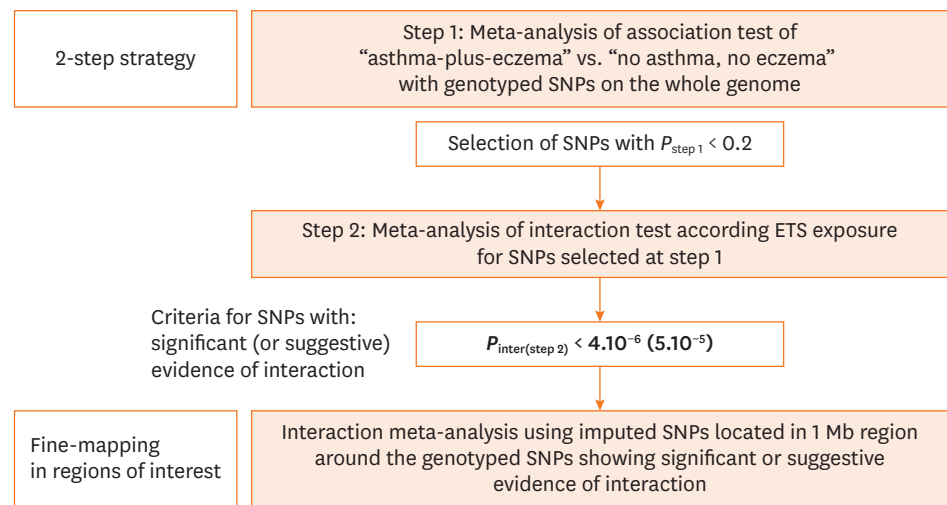 2-step strategy
Step 1: Meta-analysis of association test of
“asthma-plus-eczema” vs. “no asthma, no eczema”
with genotyped SNPs on the whole genome
Selection of SNPs with P step 1 < 0.2
Step 2: Meta-analysis of interaction test according ETS exposure
for SNPs selected at step 1
Criteria for SNPs with:
significant (or suggestive)
evidence of interaction
P inter(step 2) < 4.10⁻⁶ (5.10⁻⁵)
Fine-mapping
in regions of interest
Interaction meta-analysis using imputed SNPs located in 1 Mb region
around the genotyped SNPs showing significant or suggestive
evidence of interaction